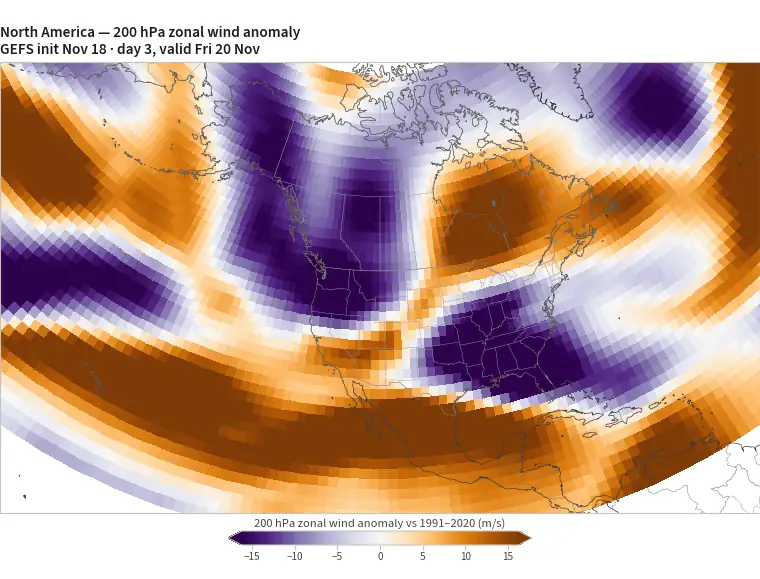 North America — 200 hPa zonal wind anomaly
GEFS init Nov 18 · day 3, valid Fri 20 Nov
200 hPa zonal wind anomaly vs 1991–2020 (m/s)
−15 −10 −5 0 5 10 15